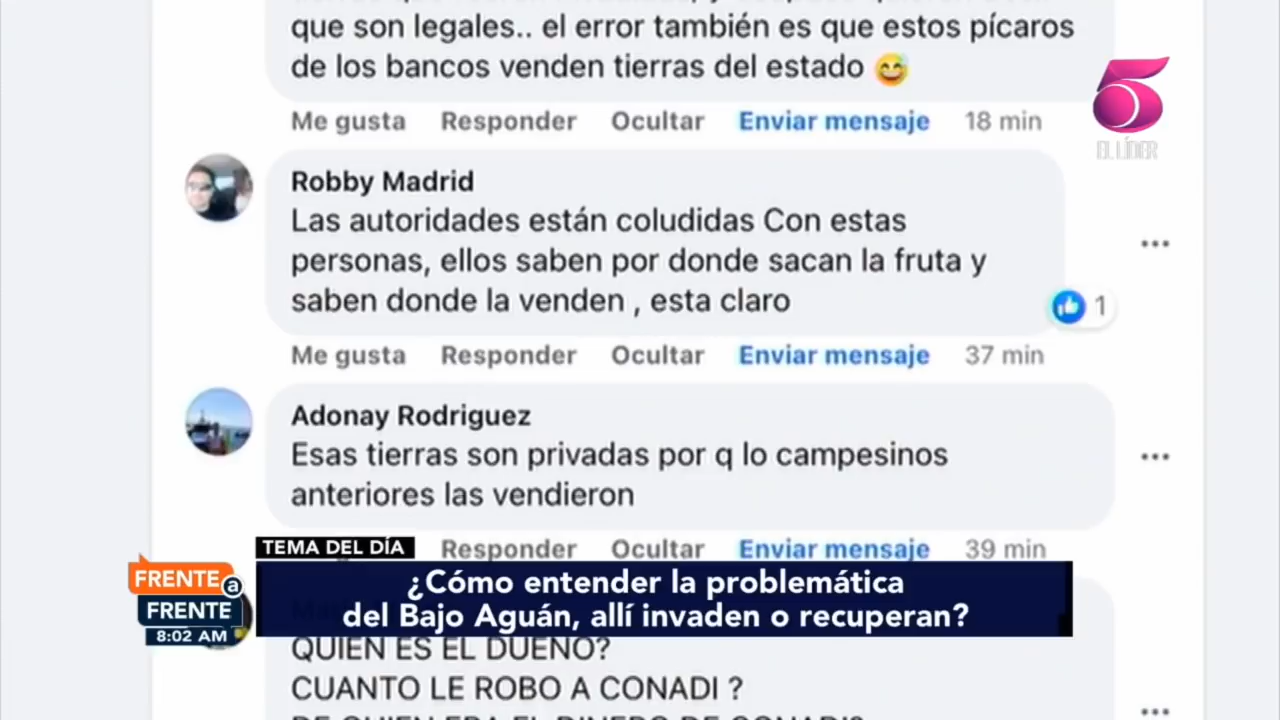 que son legales.. el error también es que estos pícaros
de los bancos venden tierras del estado 😅
Me gusta Responder Ocultar Enviar mensaje 18 min
5
EL LÍDER
Robby Madrid
Las autoridades están coludidas Con estas
personas, ellos saben por donde sacan la fruta y
saben donde la venden , esta claro
1
Me gusta Responder Ocultar Enviar mensaje 37 min
Adonay Rodriguez
Esas tierras son privadas por q lo campesinos
anteriores las vendieron
TEMA DEL DÍA
Responder Ocultar Enviar mensaje 39 min
FRENTE a
FRENTE
8:02 AM
¿Cómo entender la problemática
del Bajo Aguán, allí invaden o recuperan?
QUIEN ES EL DUEÑO?
CUANTO LE ROBO A CONADI ?